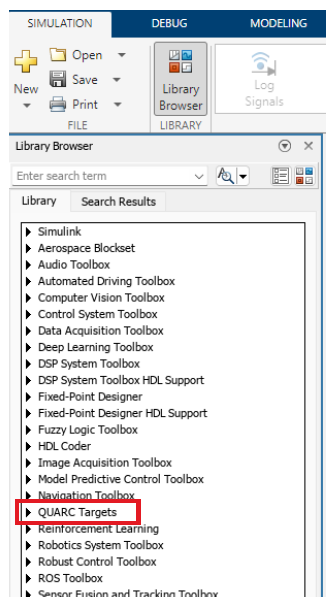 SIMULATION DEBUG MODELING
New
Open
Save
Print
Library
Browser
Log
Signals
FILE LIBRARY
Library Browser
Enter search term
Library Search Results
Simulink
Aerospace Blockset
Audio Toolbox
Automated Driving Toolbox
Computer Vision Toolbox
Control System Toolbox
Data Acquisition Toolbox
Deep Learning Toolbox
DSP System Toolbox
DSP System Toolbox HDL Support
Fixed-Point Designer
Fixed-Point Designer HDL Support
Fuzzy Logic Toolbox
HDL Coder
Image Acquisition Toolbox
Model Predictive Control Toolbox
Navigation Toolbox
QUARC Targets
Reinforcement Learning
Robotics System Toolbox
Robust Control Toolbox
ROS Toolbox
Sensor Fusion and Tracking Toolbox